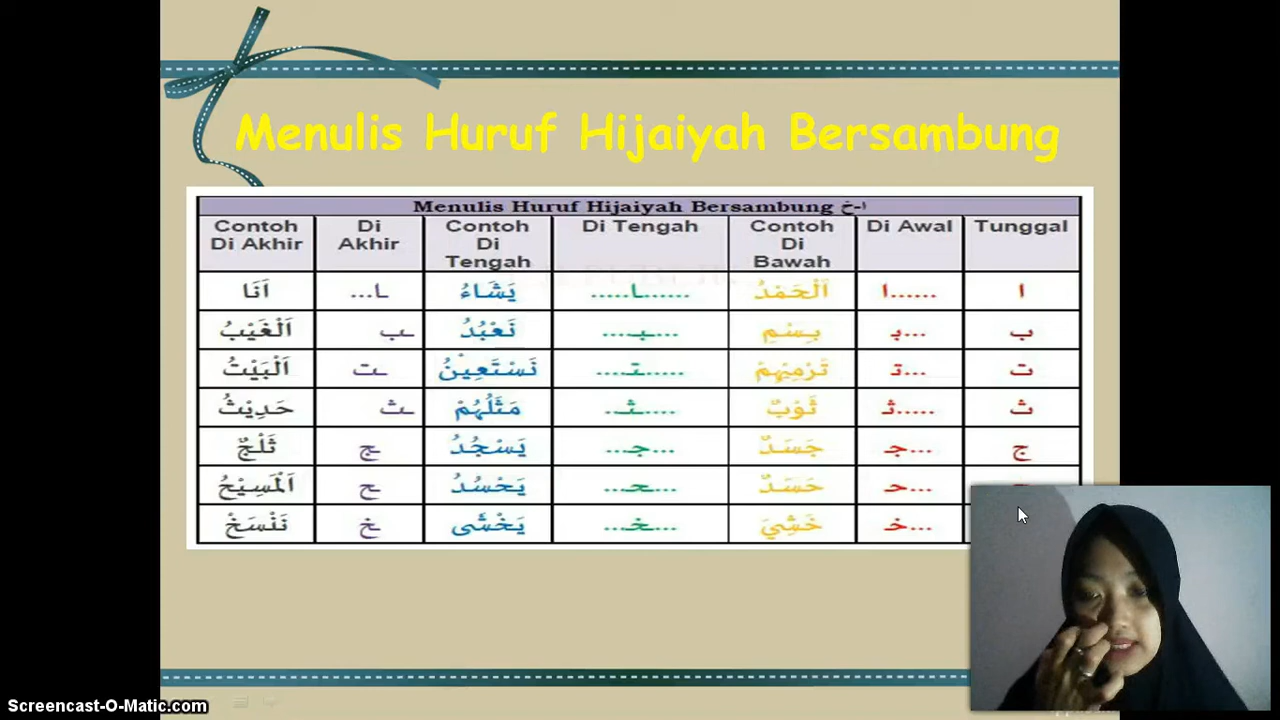 Menulis Huruf Hijaiyah Bersambung
Menulis Huruf Hijaiyah Bersambung ا-خ
Contoh Di Akhir Di Akhir Contoh Di Tengah Di Tengah Contoh Di Bawah Di Awal Tunggal
اَنَا ...ـا يَشَاءُ .....ـا...... اَلْحَمْدُ ا...... ا
اَلْغَيْبُ ـب نَعْبُدُ ...ـبـ.... بِسْمِ بـ... ب
اَلْبَيْتُ ـت نَسْتَعِيْنُ ....ـتـ..... تَرْمِيْهِمْ تـ... ت
حَدِيْثُ ـث مَثَلُهُمْ ..ـثـ.... ثَوْبٌ ثـ..... ث
ثَلْجٌ ـج يَسْجُدُ ...ـجـ.... جَسَدٌ جـ... ج
اَلْمَسِيْحُ ـح يَحْسُدُ ...ـحـ.... حَسَدٌ حـ...
نَنْسَخْ ـخ يَخْشَى ...ـخـ.... خَشِيَ خـ...
Screencast-O-Matic.com